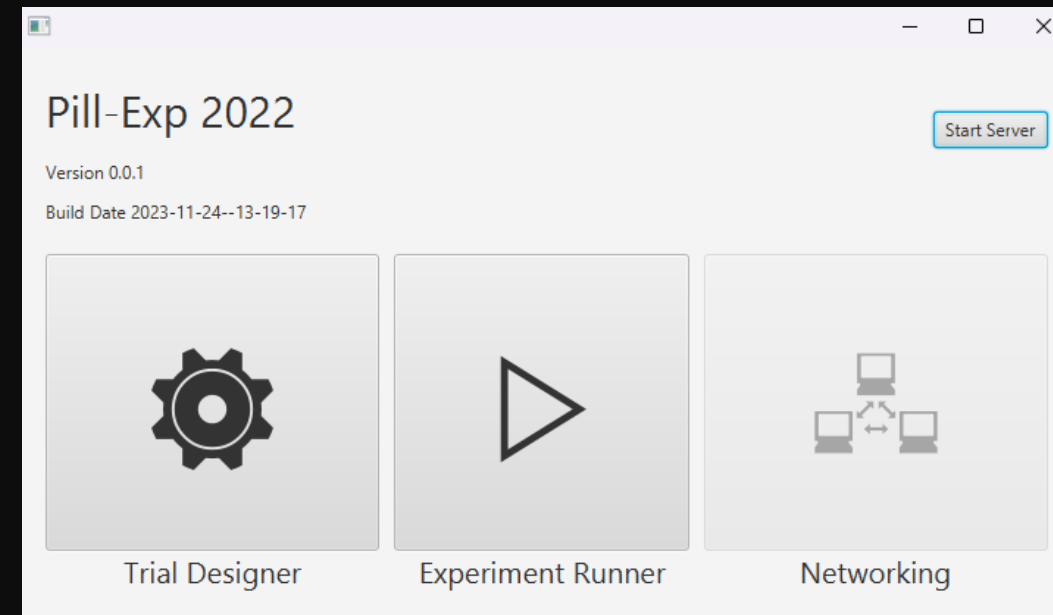 Pill-Exp 2022
Start Server
Version 0.0.1
Build Date 2023-11-24--13-19-17
Trial Designer
Experiment Runner
Networking